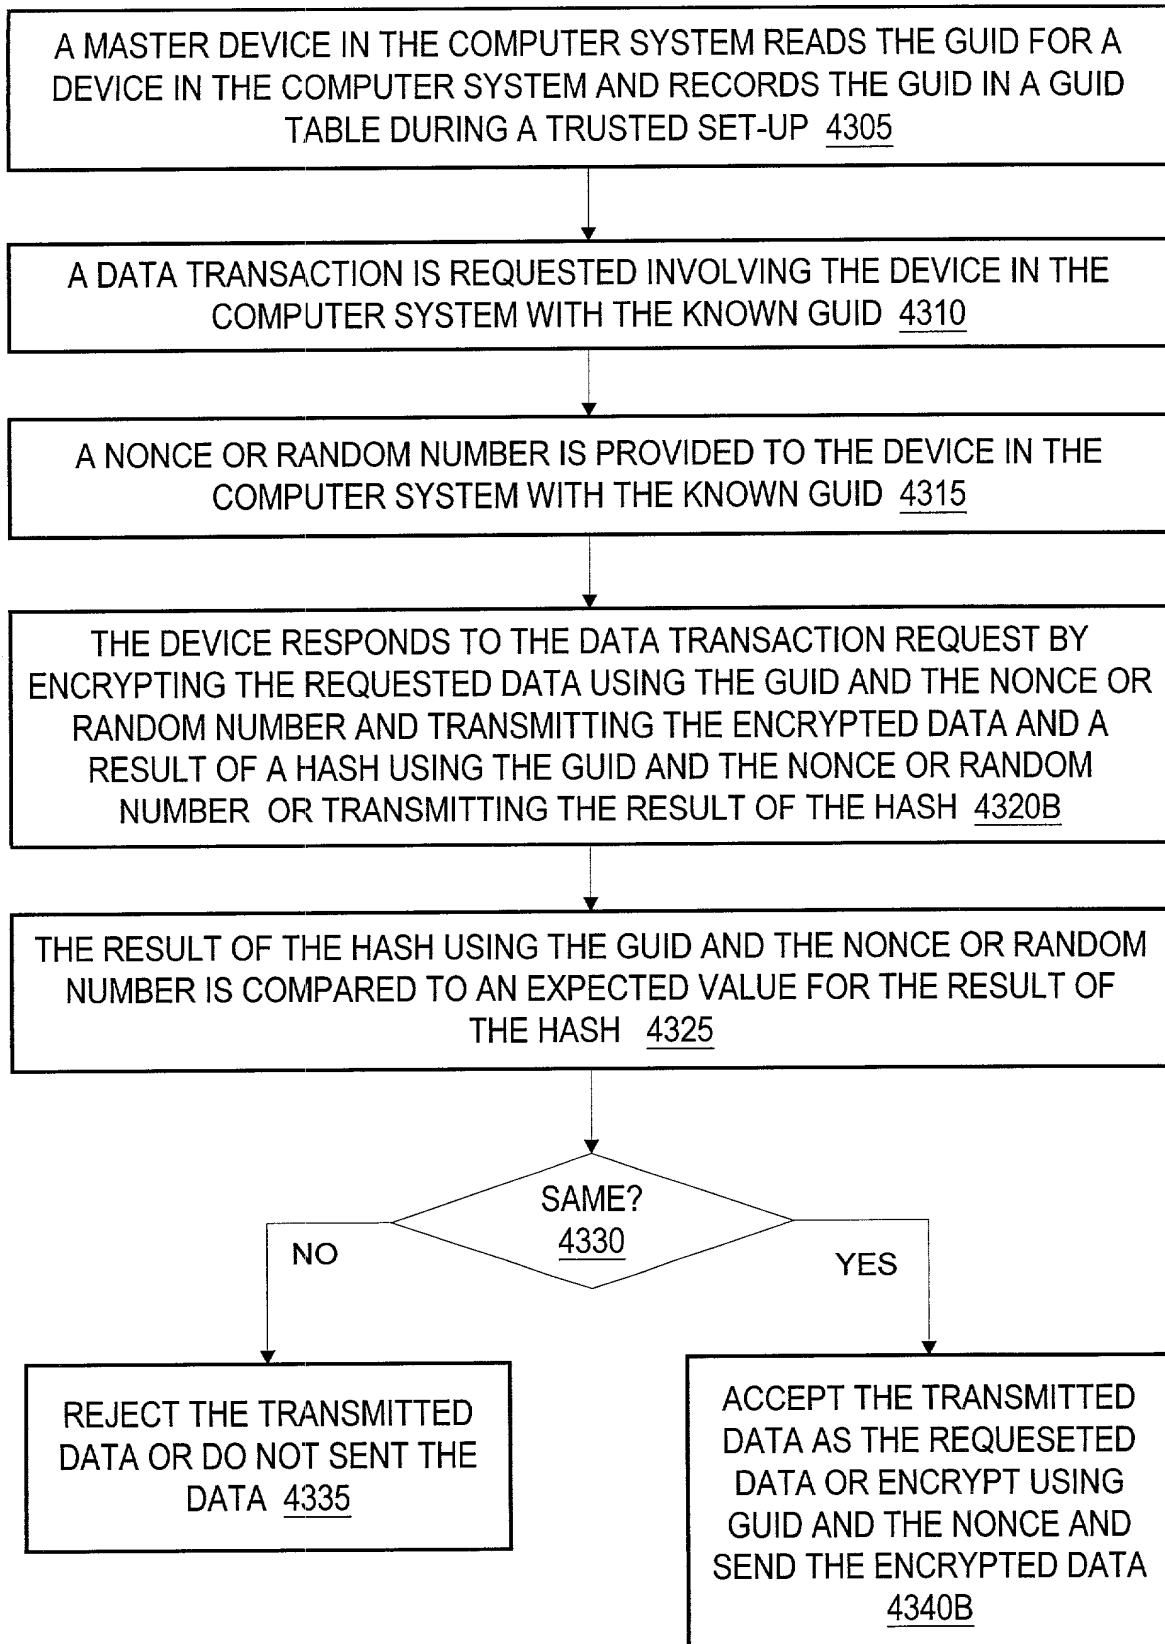 A MASTER DEVICE IN THE COMPUTER SYSTEM READS THE GUID FOR A
DEVICE IN THE COMPUTER SYSTEM AND RECORDS THE GUID IN A GUID
TABLE DURING A TRUSTED SET-UP 4305
A DATA TRANSACTION IS REQUESTED INVOLVING THE DEVICE IN THE
COMPUTER SYSTEM WITH THE KNOWN GUID 4310
A NONCE OR RANDOM NUMBER IS PROVIDED TO THE DEVICE IN THE
COMPUTER SYSTEM WITH THE KNOWN GUID 4315
THE DEVICE RESPONDS TO THE DATA TRANSACTION REQUEST BY
ENCRYPTING THE REQUESTED DATA USING THE GUID AND THE NONCE OR
RANDOM NUMBER AND TRANSMITTING THE ENCRYPTED DATA AND A
RESULT OF A HASH USING THE GUID AND THE NONCE OR RANDOM
NUMBER OR TRANSMITTING THE RESULT OF THE HASH 4320B
THE RESULT OF THE HASH USING THE GUID AND THE NONCE OR RANDOM
NUMBER IS COMPARED TO AN EXPECTED VALUE FOR THE RESULT OF
THE HASH 4325
SAME?
4330
NO
YES
REJECT THE TRANSMITTED
DATA OR DO NOT SENT THE
DATA 4335
ACCEPT THE TRANSMITTED
DATA AS THE REQUESETED
DATA OR ENCRYPT USING
GUID AND THE NONCE AND
SEND THE ENCRYPTED DATA
4340B